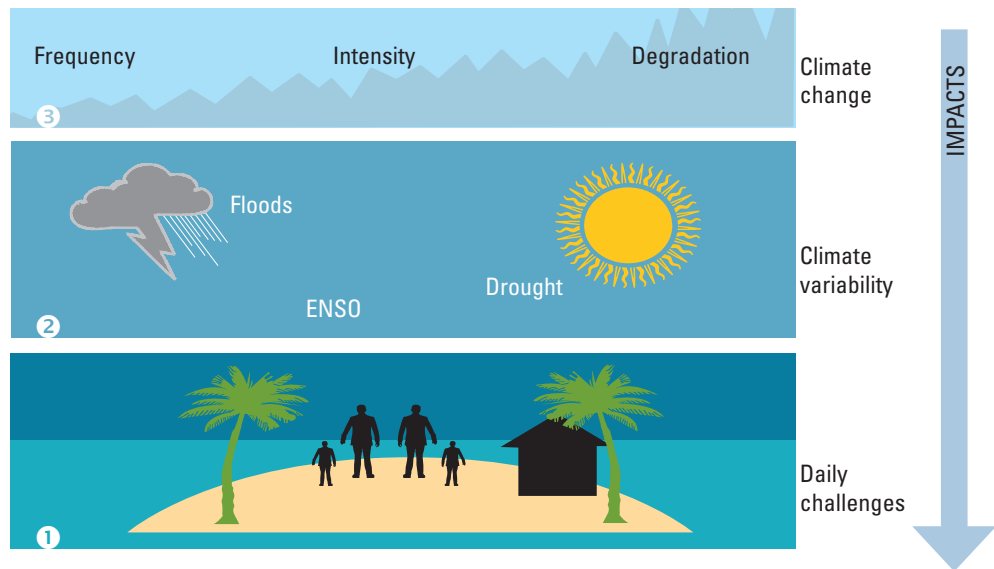 Frequency
Intensity
Degradation
Climate
change
3
IMPACTS
Floods
Drought
ENSO
Climate
variability
2
Daily
challenges
1